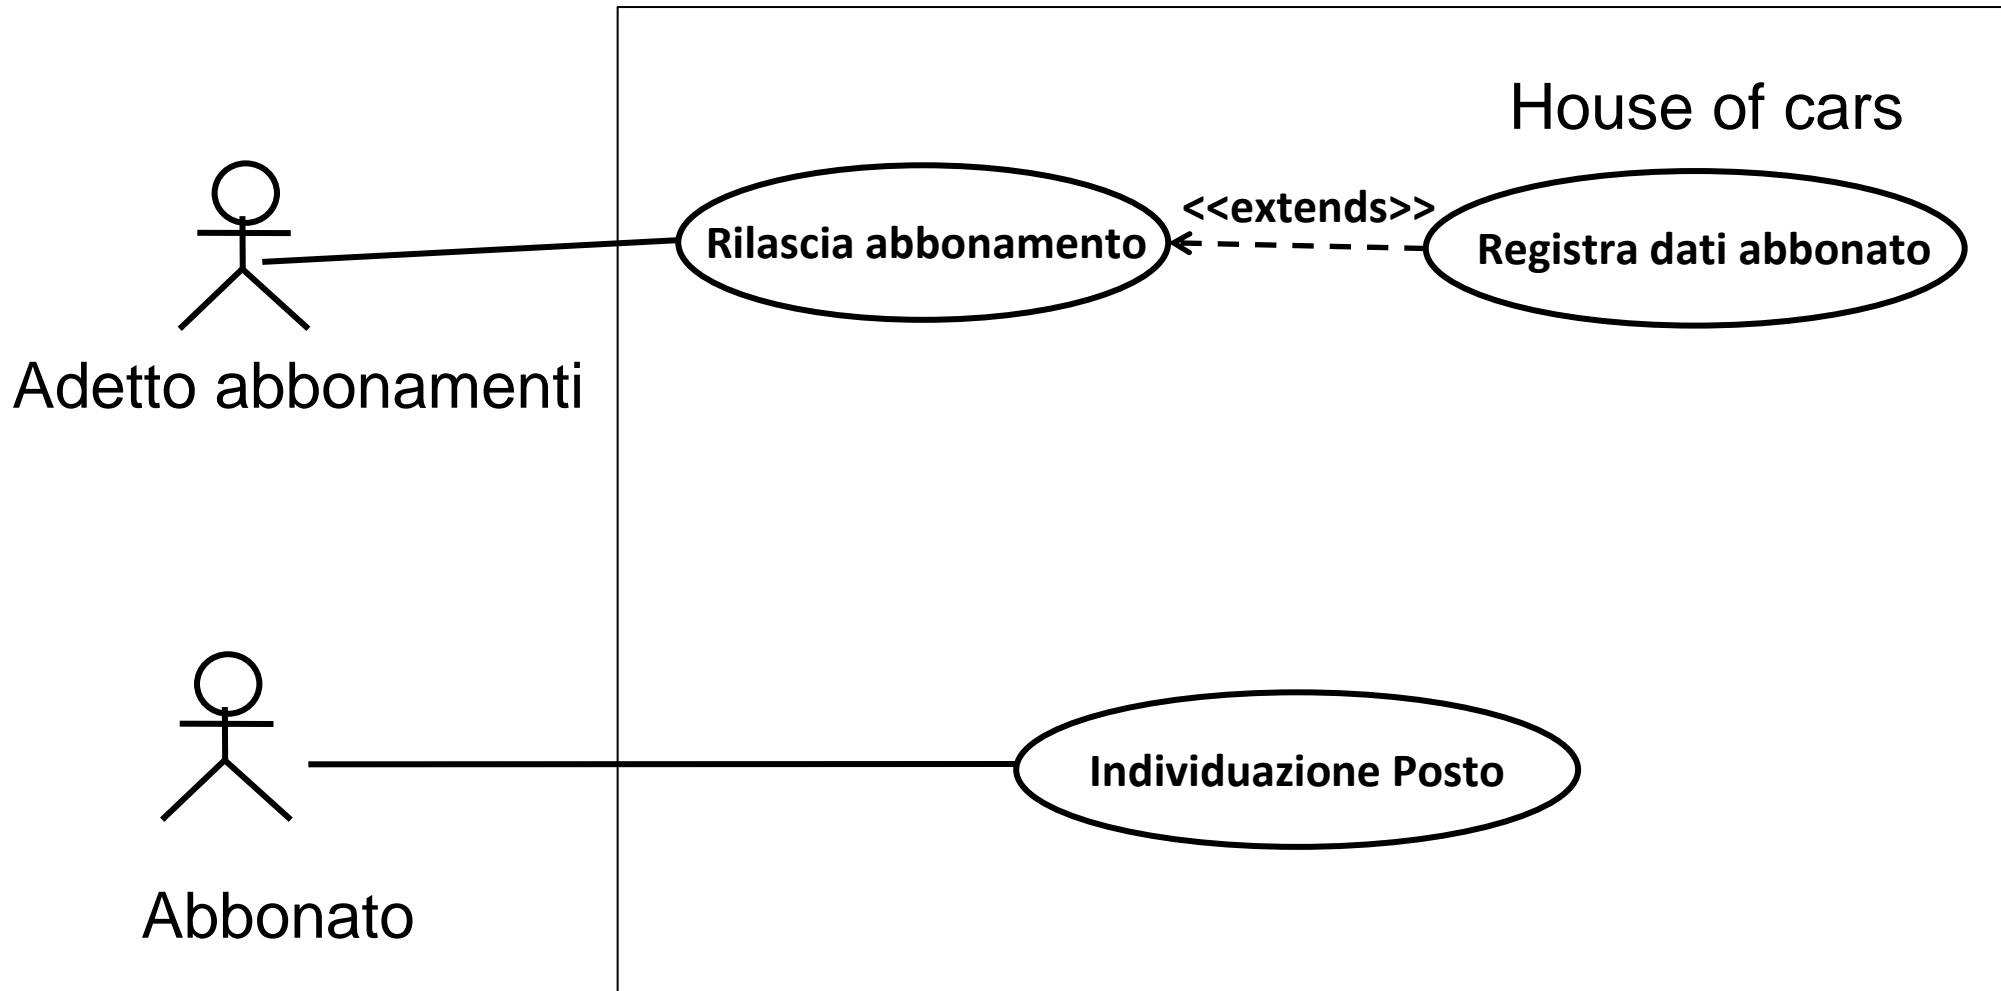 House of cars
<<extends>>
Rilascia abbonamento
Registra dati abbonato
Adetto abbonamenti
Individuazione Posto
Abbonato